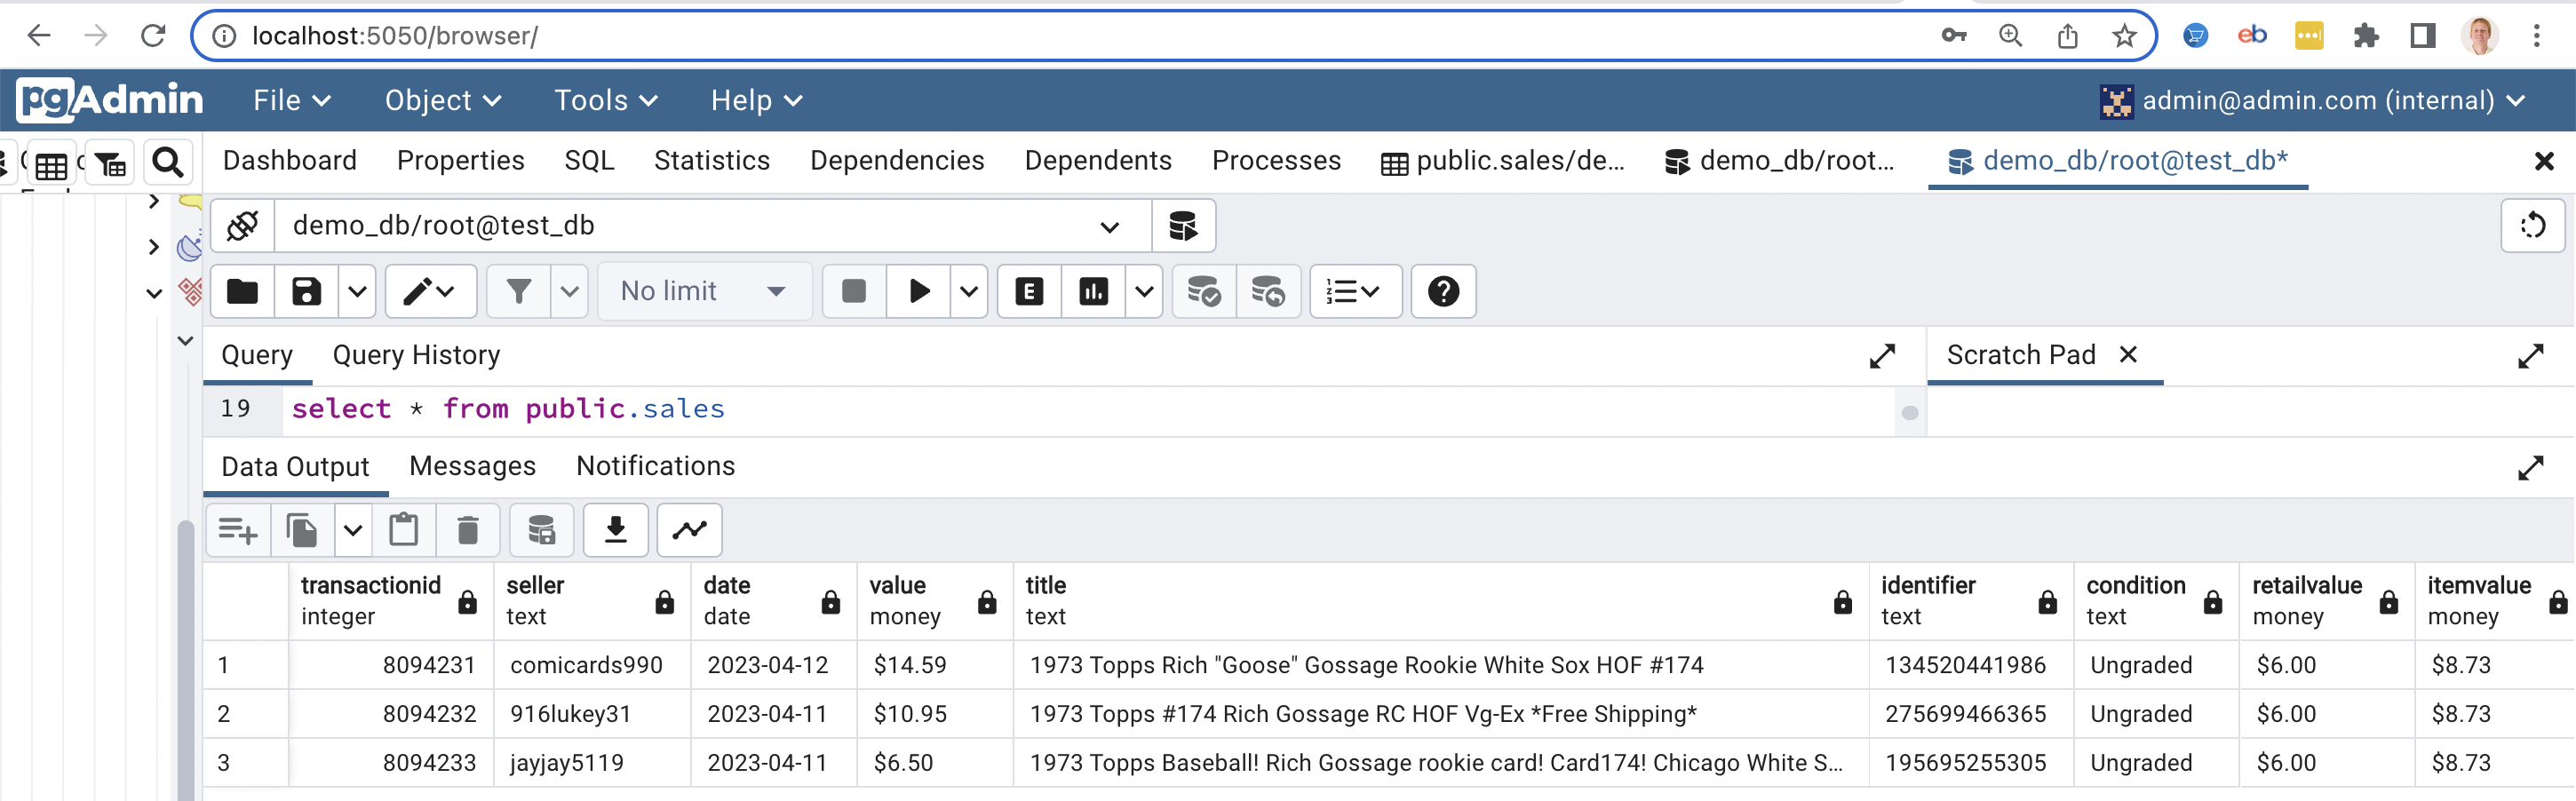 localhost:5050/browser/
eb
pgAdmin File Object Tools Help admin@admin.com (internal)
Dashboard Properties SQL Statistics Dependencies Dependents Processes public.sales/de... demo_db/root... demo_db/root@test_db*
demo_db/root@test_db
No limit
E
Query Query History Scratch Pad
19 select * from public.sales
Data Output Messages Notifications
transactionid seller date value title identifier condition retailvalue itemvalue
integer text date money text text text money money
1 8094231 comicards990 2023-04-12 $14.59 1973 Topps Rich "Goose" Gossage Rookie White Sox HOF #174 134520441986 Ungraded $6.00 $8.73
2 8094232 916lukey31 2023-04-11 $10.95 1973 Topps #174 Rich Gossage RC HOF Vg-Ex *Free Shipping* 275699466365 Ungraded $6.00 $8.73
3 8094233 jayjay5119 2023-04-11 $6.50 1973 Topps Baseball! Rich Gossage rookie card! Card174! Chicago White S... 195695255305 Ungraded $6.00 $8.73